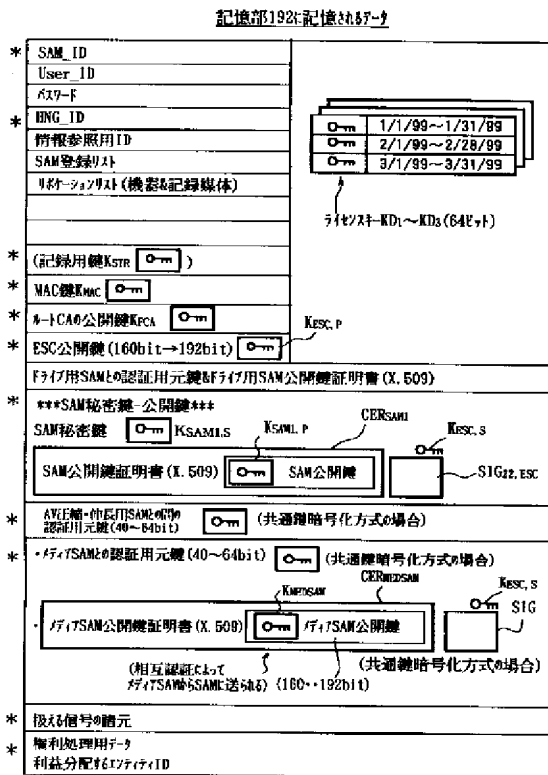 記憶部192に記憶されるデータ
* SAM_ID
User_ID
パスワード
* HNG_ID
情報参照用ID
SAM登録リスト
リボケーションリスト(機器&記録媒体)
1/1/99〜1/31/99
2/1/99〜2/28/99
3/1/99〜3/31/99
ライセンスキーKD1〜KD3(64ビット)
* (記録用鍵KSTR )
* MAC鍵KMAC
* ルートCAの公開鍵KPCA
* ESC公開鍵(160bit→192bit)
KESC,P
ドライブ用SAMとの認証用元鍵&ドライブ用SAM公開鍵証明書(X.509)
* ***SAM秘密鍵-公開鍵***
SAM秘密鍵 KSAM1,S
KSAM1,P
CERSAM1
KESC,S
SAM公開鍵証明書(X.509) SAM公開鍵
SIG22,ESC
* AV圧縮・伸長用SAMとの間の
認証用元鍵(40〜64bit) (共通鍵暗号化方式の場合)
* ・メディアSAMとの認証用元鍵(40〜64bit) (共通鍵暗号化方式の場合)
KMEDSAM
CERMEDSAM
KESC,S
SIG
・メディアSAM公開鍵証明書(X.509) メディアSAM公開鍵
(共通鍵暗号化方式の場合)
(相互認証によって
メディアSAMからSAMに送られる) (160‥192bit)
* 扱える信号の諸元
* 権利処理用データ
利益分配するエンティティID